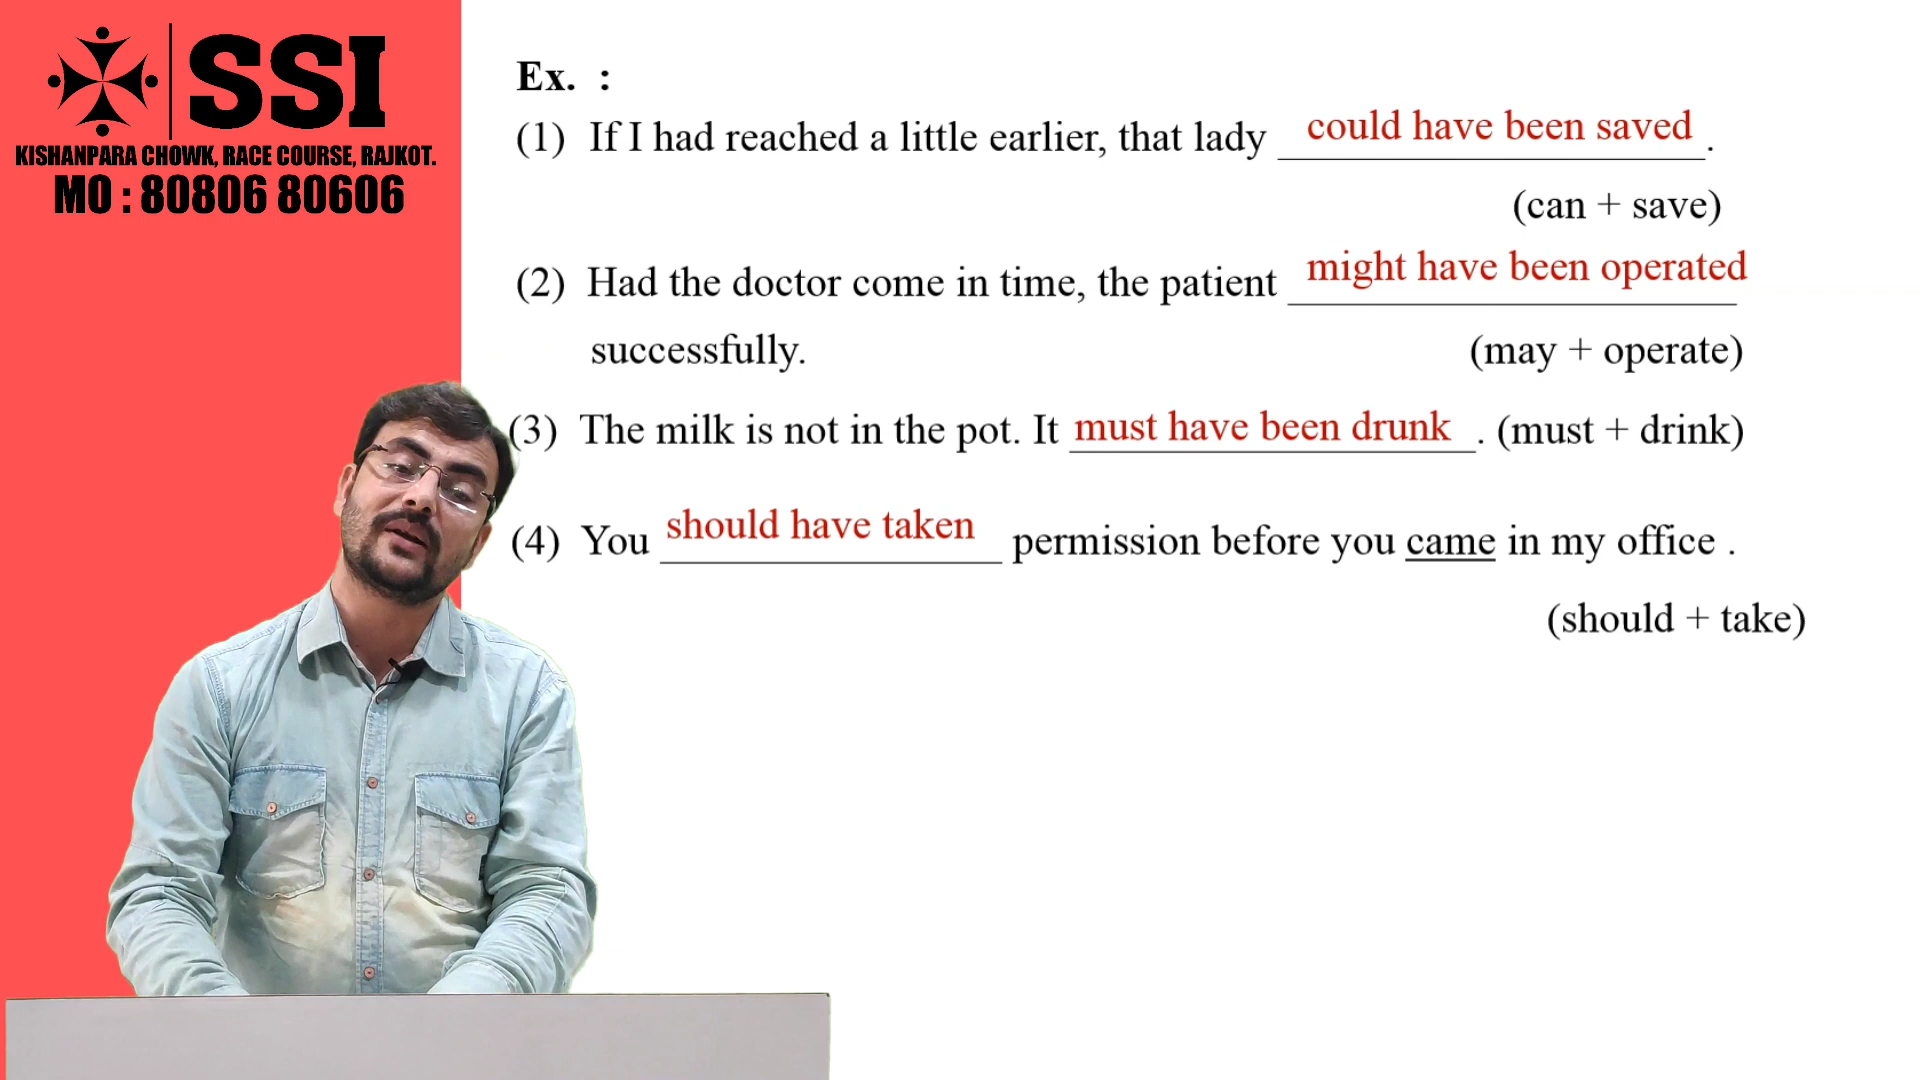 SSI
KISHANPARA CHOWK, RACE COURSE, RAJKOT.
MO : 80806 80606
Ex. :
(1) If I had reached a little earlier, that lady could have been saved.
(can + save)
(2) Had the doctor come in time, the patient might have been operated
successfully. (may + operate)
(3) The milk is not in the pot. It must have been drunk. (must + drink)
(4) You should have taken permission before you came in my office .
(should + take)